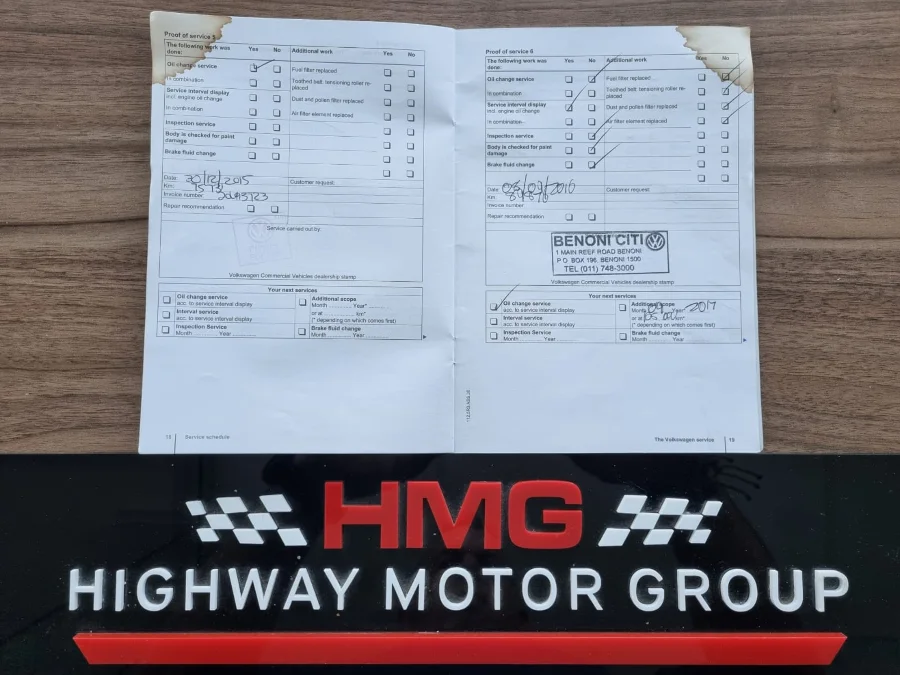 Proof of service 5
The following work was done: Yes No Additional work Yes No
Oil change service Fuel filter replaced
In combination Toothed belt, tensioning roller re-placed
Service interval display
incl. engine oil change Dust and pollen filter replaced
In combination Air filter element replaced
Inspection service
Body is checked for paint damage
Brake fluid change
Date: 30/12/2015 Customer request:
Km:
Invoice number
Repair recommendation
Service carried out by:
Volkswagen Commercial Vehicles dealership stamp
Your next services
Oil change service
acc. to service interval display
Interval service
acc. to service interval display
Inspection Service
Month Year
Additional scope
Month Year*
or at km*
(* depending on which comes first)
Brake fluid change
Month Year
18 Service schedule
Proof of service 6
The following work was done: Yes No Additional work No
Oil change service Fuel filter replaced
In combination Toothed belt, tensioning roller re-placed
Service interval display
incl. engine oil change Dust and pollen filter replaced
In combination Air filter element replaced
Inspection service
Body is checked for paint damage
Brake fluid change
Date: Customer request:
Km:
Invoice number
Repair recommendation
BENONI CITI
1 MAIN REEF ROAD BENONI
P.O. BOX 196, BENONI 1500
TEL (011) 748-3000
Volkswagen Commercial Vehicles dealership stamp
Your next services
Oil change service
acc. to service interval display
Interval service
acc. to service interval display
Inspection Service
Month Year
Additional scope
Month Year* 2017
or at km*
(* depending on which comes first)
Brake fluid change
Month Year
The Volkswagen service 19
HMG
HIGHWAY MOTOR GROUP